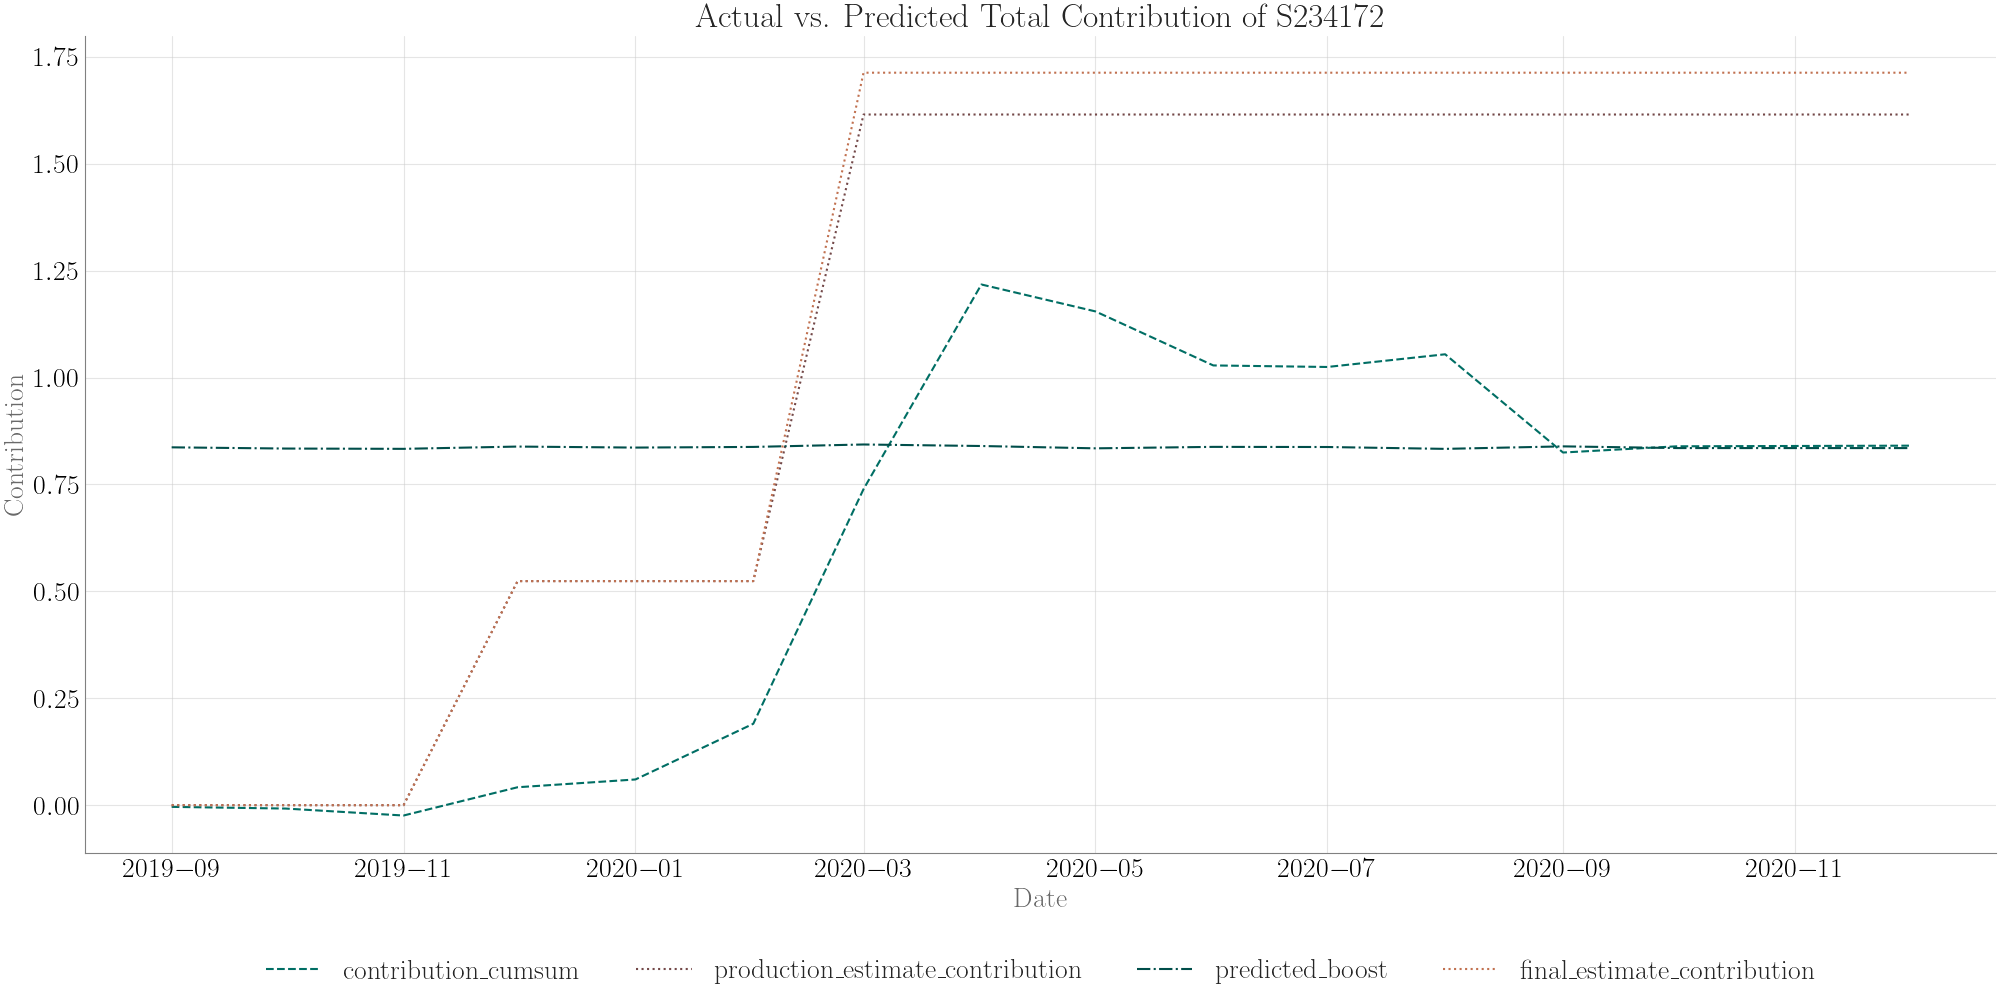 Actual vs. Predicted Total Contribution of S234172
1.75
1.50
1.25
1.00
0.75
0.50
0.25
0.00
Contribution
2019−09 2019−11 2020−01 2020−03 2020−05 2020−07 2020−09 2020−11
Date
contribution_cumsum production_estimate_contribution predicted_boost final_estimate_contribution